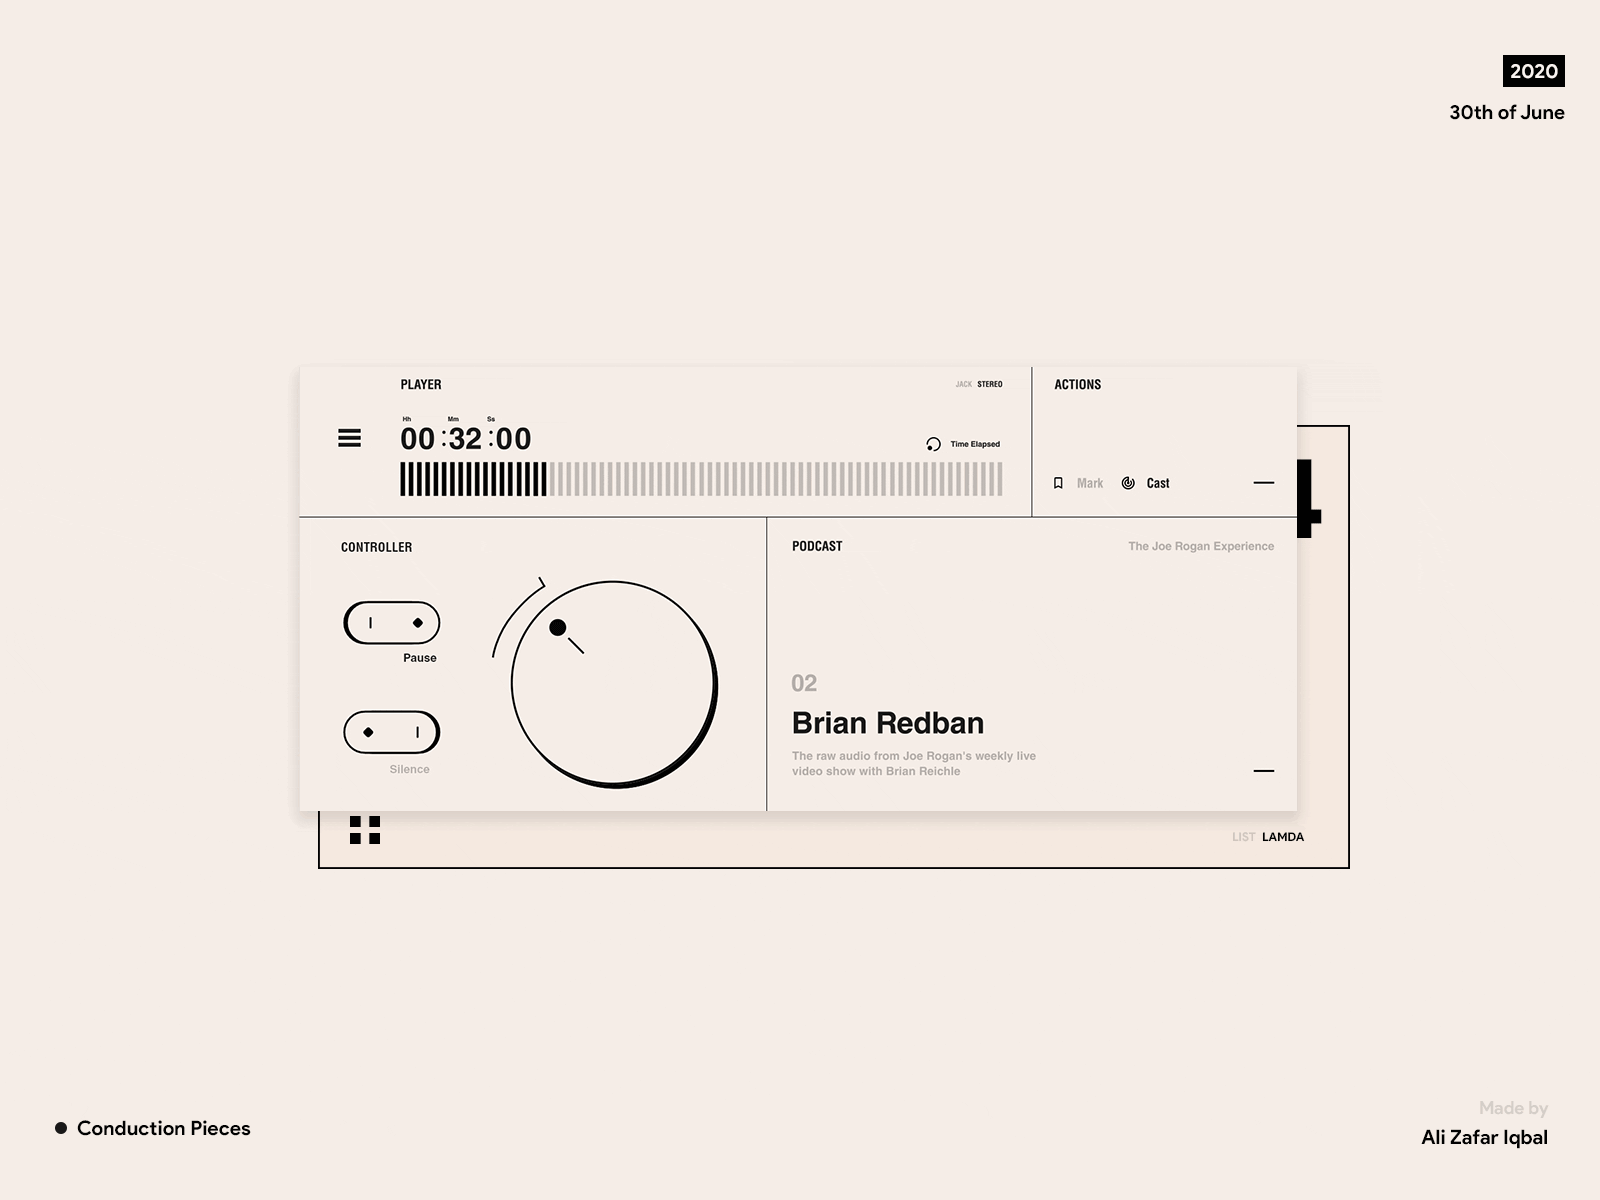 2020
30th of June
PLAYER
JACK STEREO
ACTIONS
Hh Mm Ss
00:32:00
Time Elapsed
Mark Cast
4
CONTROLLER
Pause
Silence
PODCAST
The Joe Rogan Experience
02
Brian Redban
The raw audio from Joe Rogan's weekly live
video show with Brian Reichle
LIST LAMDA
Conduction Pieces
Made by
Ali Zafar Iqbal